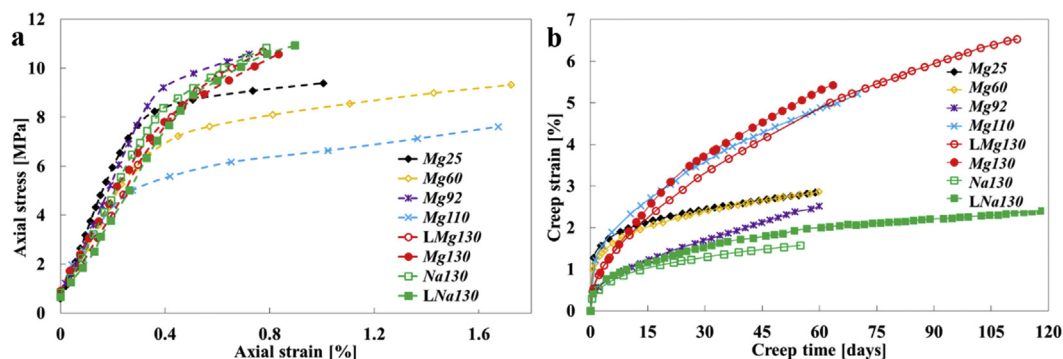 a
Axial stress [MPa]
12
10
8
6
4
2
0
0
0.4
0.8
1.2
1.6
Axial strain [%]
Mg25
Mg60
Mg92
Mg110
LMg130
Mg130
Na130
LNa130
b
Creep strain [%]
7%
6%
5%
4%
3%
2%
1%
0%
0
15
30
45
60
75
90
105
120
Creep time [days]
Mg25
Mg60
Mg92
Mg110
LMg130
Mg130
Na130
LNa130